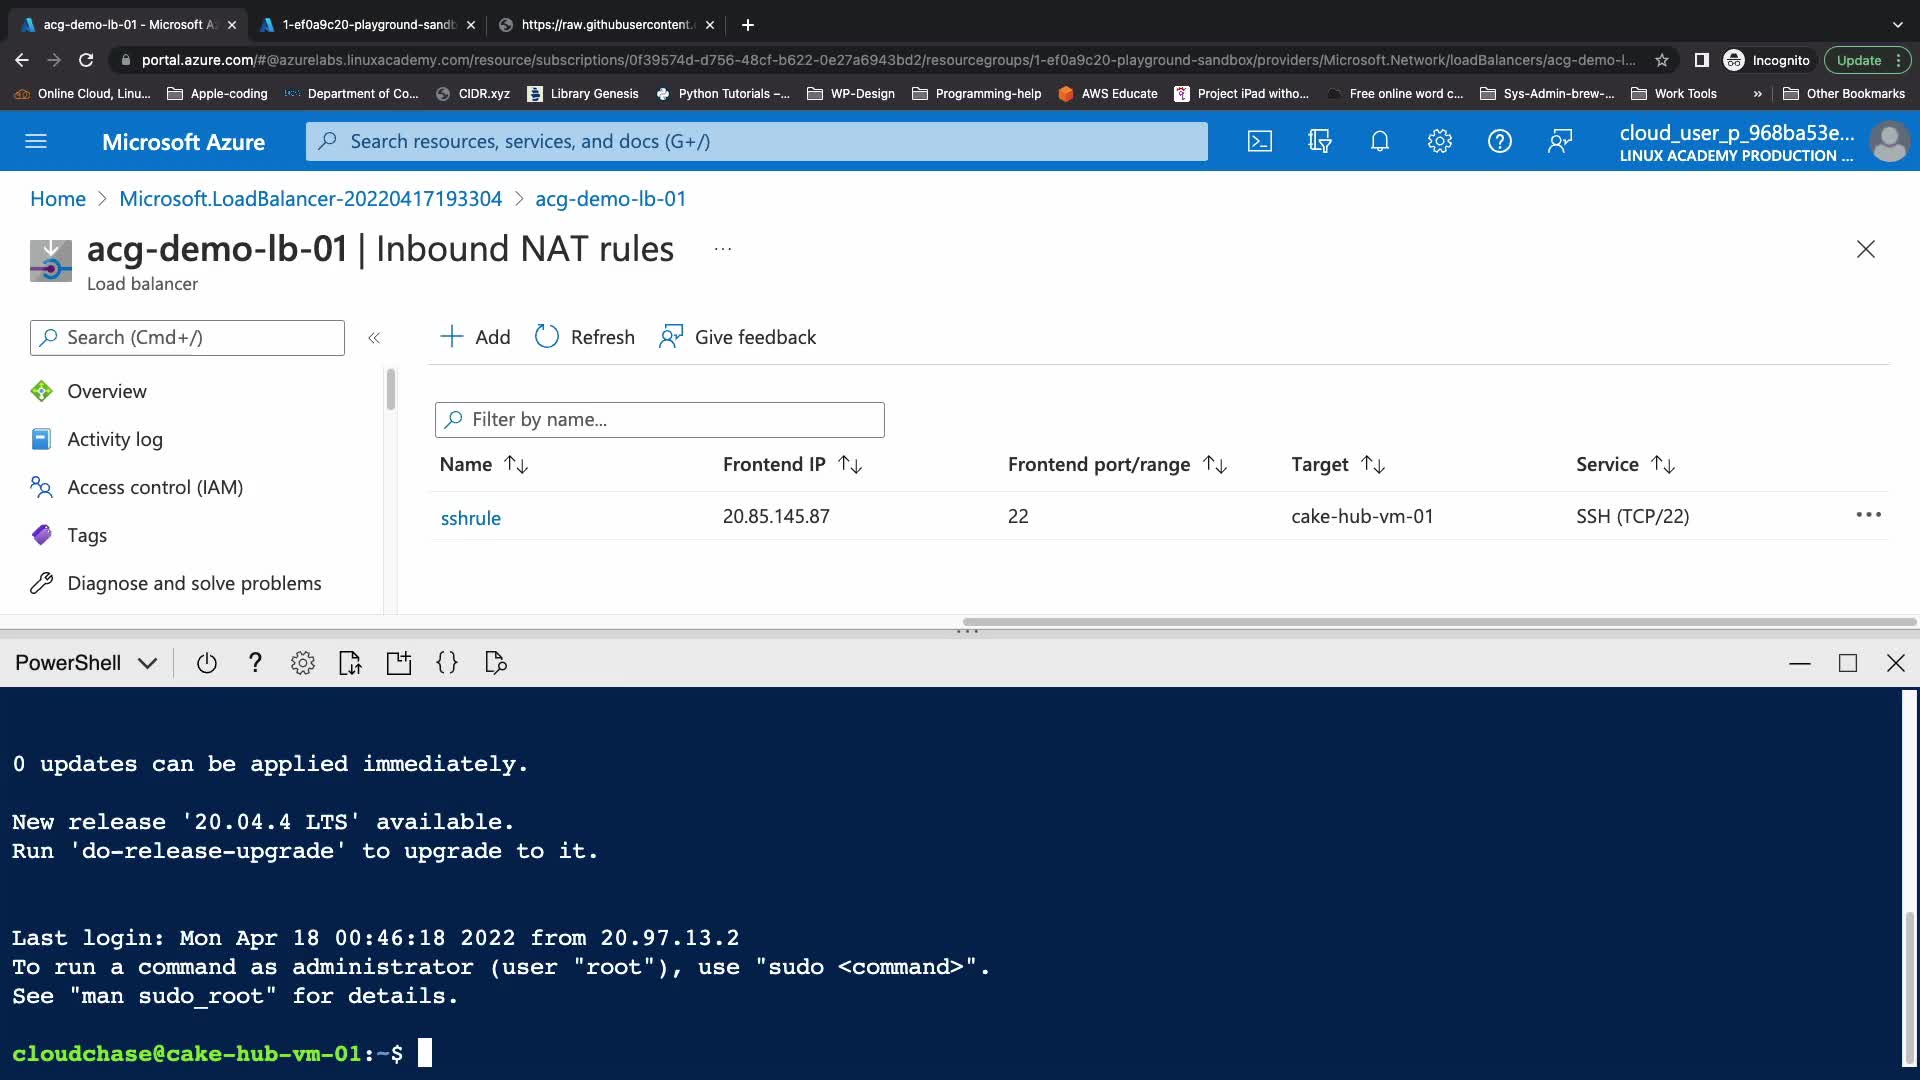 acg-demo-lb-01 - Microsoft A
1-ef0a9c20-playground-sandb
https://raw.githubusercontent.
portal.azure.com/#@azurelabs.linuxacademy.com/resource/subscriptions/0f39574d-d756-48cf-b622-0e27a6943bd2/resourcegroups/1-ef0a9c20-playground-sandbox/providers/Microsoft.Network/loadBalancers/acg-demo-l...
Incognito
Update
Online Cloud, Linu...
Apple-coding
Department of Co...
CIDR.xyz
Library Genesis
Python Tutorials –...
WP-Design
Programming-help
AWS Educate
Project iPad witho...
Free online word c...
Sys-Admin-brew-...
Work Tools
»
Other Bookmarks
Microsoft Azure
Search resources, services, and docs (G+/)
cloud_user_p_968ba53e...
LINUX ACADEMY PRODUCTION ...
Home > Microsoft.LoadBalancer-20220417193304 > acg-demo-lb-01
acg-demo-lb-01 | Inbound NAT rules ...
Load balancer
Search (Cmd+/)
«
Add
Refresh
Give feedback
Overview
Activity log
Access control (IAM)
Tags
Diagnose and solve problems
Filter by name...
Name
Frontend IP
Frontend port/range
Target
Service
sshrule
20.85.145.87
22
cake-hub-vm-01
SSH (TCP/22)
PowerShell
0 updates can be applied immediately.
New release '20.04.4 LTS' available.
Run 'do-release-upgrade' to upgrade to it.
Last login: Mon Apr 18 00:46:18 2022 from 20.97.13.2
To run a command as administrator (user "root"), use "sudo <command>".
See "man sudo_root" for details.
cloudchase@cake-hub-vm-01:~$